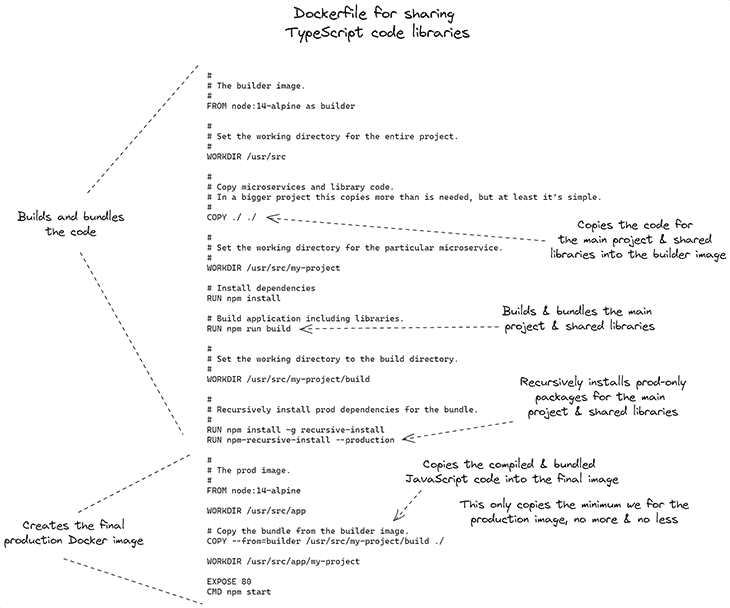 Dockerfile for sharing
TypeScript code libraries
#
# The builder image.
#
FROM node:14-alpine as builder
#
# Set the working directory for the entire project.
#
WORKDIR /usr/src
#
# Copy microservices and library code.
# In a bigger project this copies more than is needed, but at least it's simple.
#
COPY ./ ./
#
# Set the working directory for the particular microservice.
#
WORKDIR /usr/src/my-project
# Install dependencies
RUN npm install
# Build application including libraries.
RUN npm run build
#
# Set the working directory to the build directory.
#
WORKDIR /usr/src/my-project/build
#
# Recursively install prod dependencies for the bundle.
#
RUN npm install -g recursive-install
RUN npm-recursive-install --production
#
# The prod image.
#
FROM node:14-alpine
WORKDIR /usr/src/app
# Copy the bundle from the builder image.
COPY --from=builder /usr/src/my-project/build ./
WORKDIR /usr/src/app/my-project
EXPOSE 80
CMD npm start
Builds and bundles
the code
Creates the final
production Docker image
Copies the code for
the main project & shared
libraries into the builder image
Builds & bundles the main
project & shared libraries
Recursively installs prod-only
packages for the main
project & shared libraries
Copies the compiled & bundled
JavaScript code into the final image
This only copies the minimum we for the
production image, no more & no less